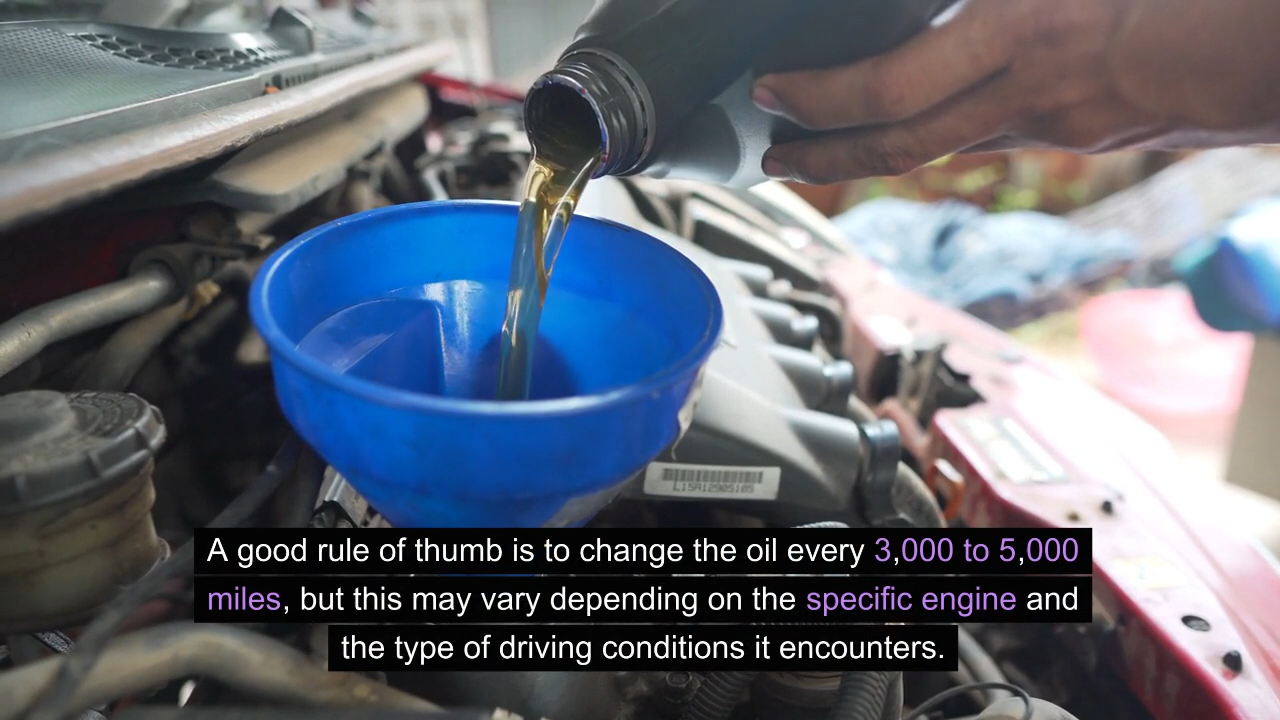 L15A12905105
A good rule of thumb is to change the oil every 3,000 to 5,000
miles, but this may vary depending on the specific engine and
the type of driving conditions it encounters.